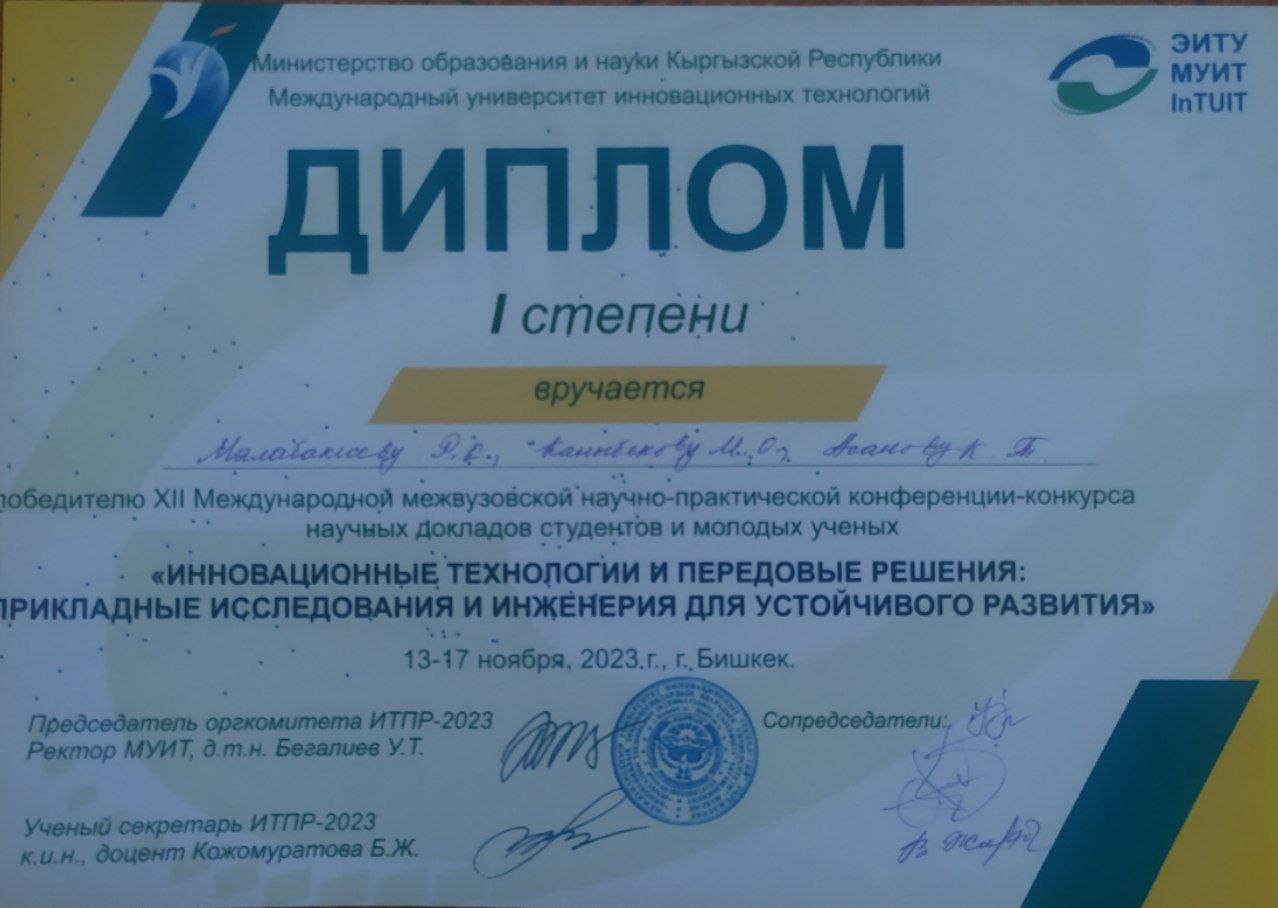 Министерство образования и науки Кыргызской Республики
Международный университет инновационных технологий
ЭИТУ
МУИТ
InTUIT
ДИПЛОМ
I степени
вручается
Р.К., Каныбекову М.О., Асанову К. Т.
победителю XII Международной межвузовской научно-практической конференции-конкурса
научных докладов студентов и молодых ученых
«ИННОВАЦИОННЫЕ ТЕХНОЛОГИИ И ПЕРЕДОВЫЕ РЕШЕНИЯ:
ПРИКЛАДНЫЕ ИССЛЕДОВАНИЯ И ИНЖЕНЕРИЯ ДЛЯ УСТОЙЧИВОГО РАЗВИТИЯ»
13-17 ноября, 2023.г., г. Бишкек.
Председатель оргкомитета ИТПР-2023
Ректор МУИТ, д.т.н. Бегалиев У.Т.
Сопредседатели:
Ученый секретарь ИТПР-2023
к.и.н., доцент Кожомуратова Б.Ж.